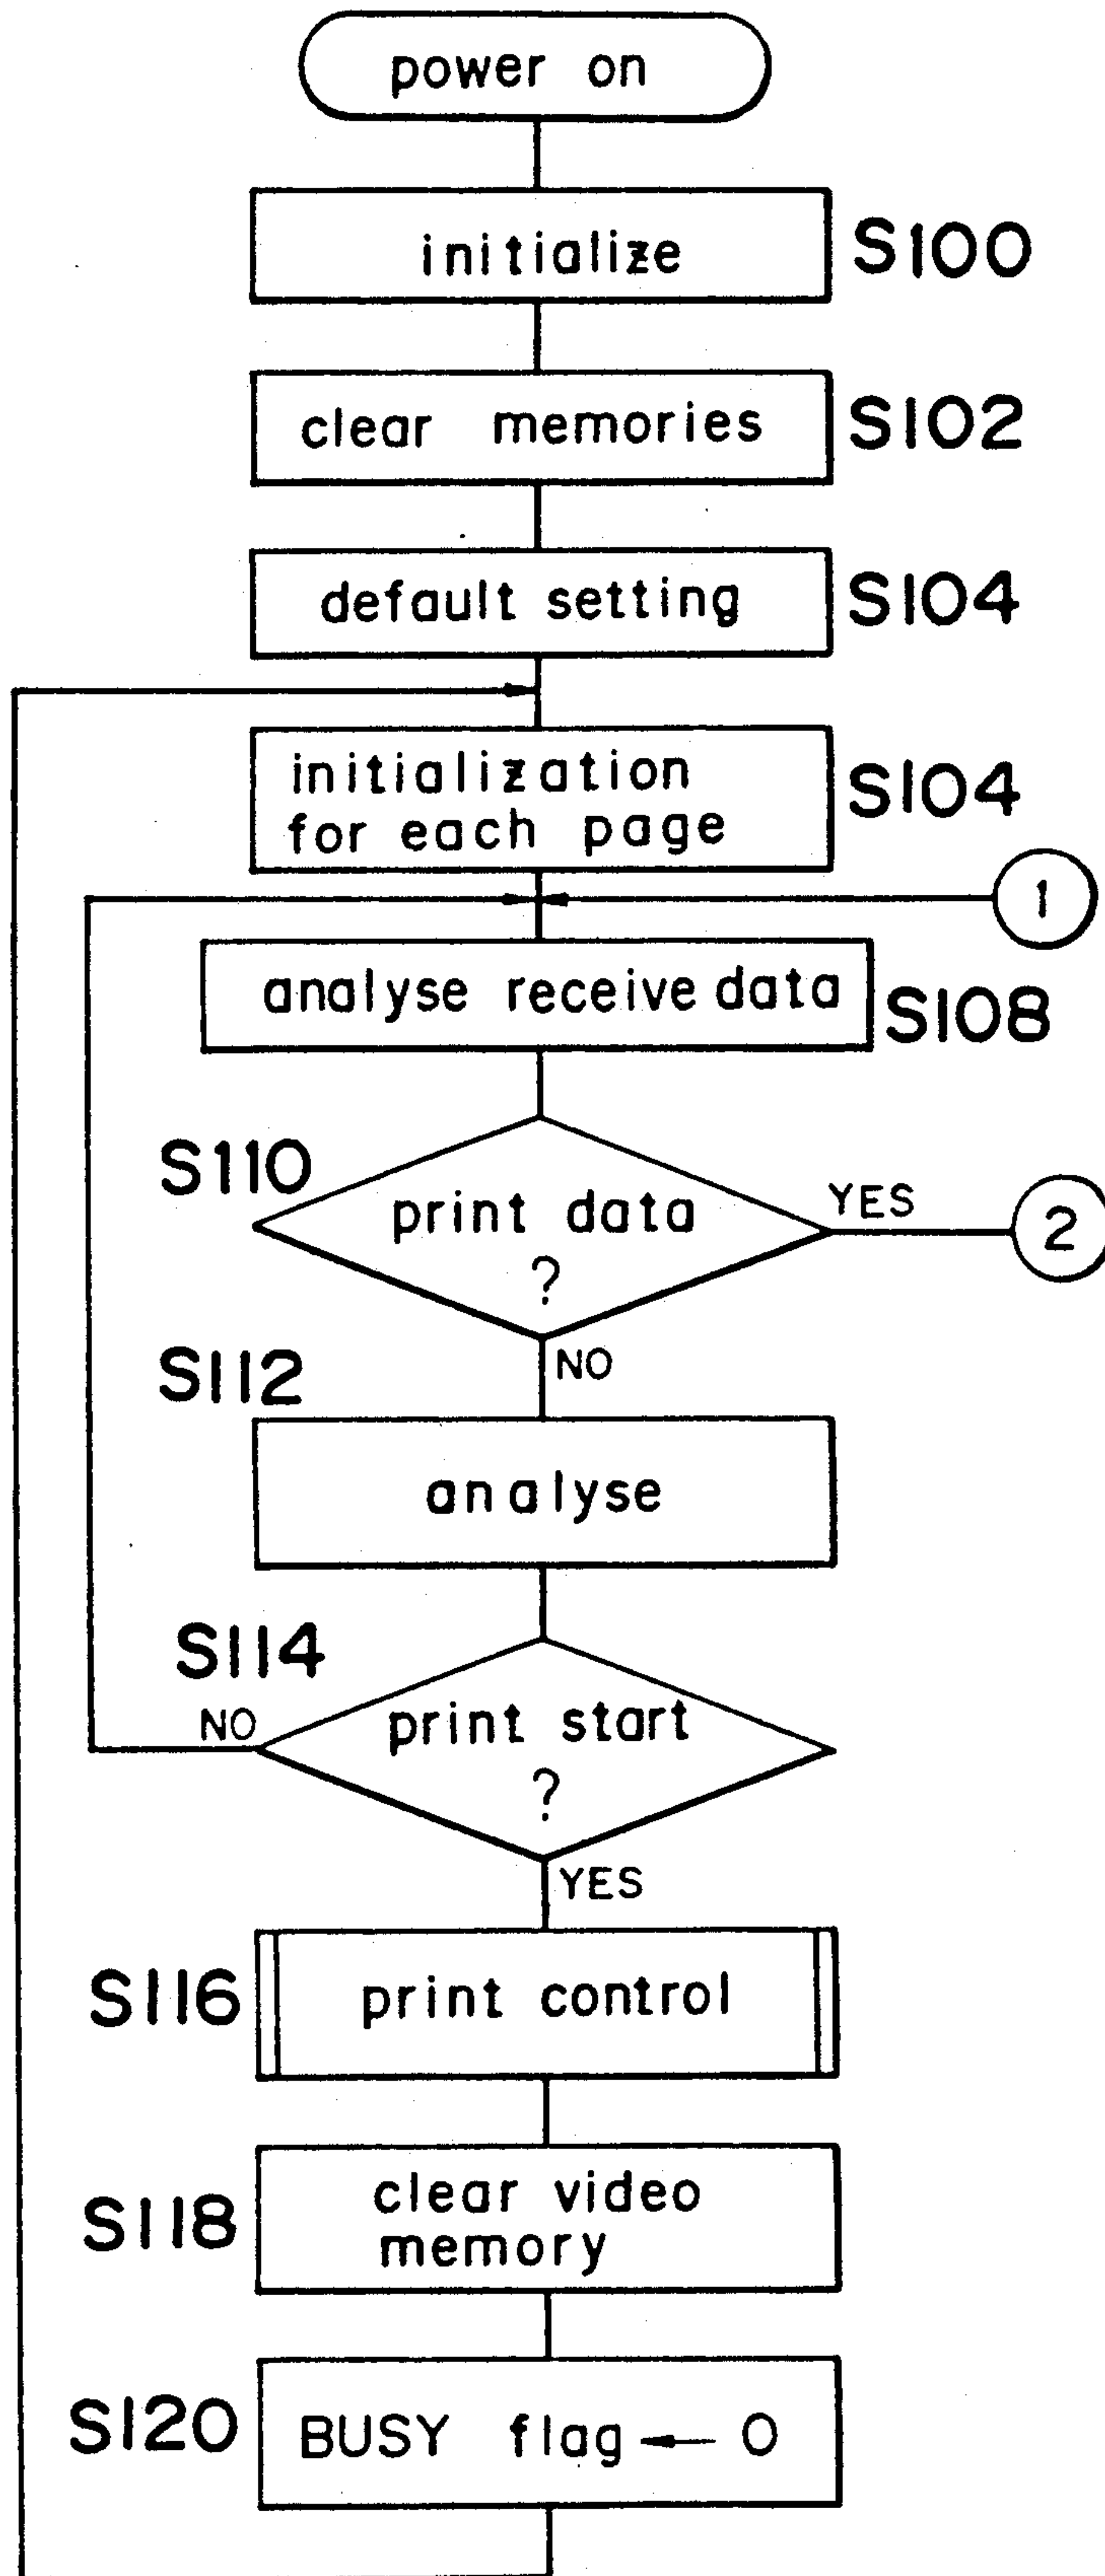 power on
initialize
S100
clear memories
S102
default setting
S104
initialization
for each page
S104
1
analyse receive data
S108
S110
print data
?
YES
2
NO
S112
analyse
S114
NO
print start
?
YES
S116
print control
S118
clear video
memory
S120
BUSY flag ← 0